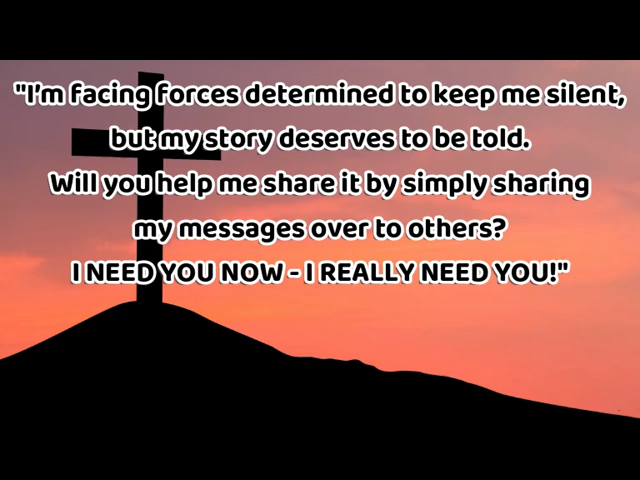 "I’m facing forces determined to keep me silent,
but my story deserves to be told.
Will you help me share it by simply sharing
my messages over to others?
I NEED YOU NOW - I REALLY NEED YOU!"